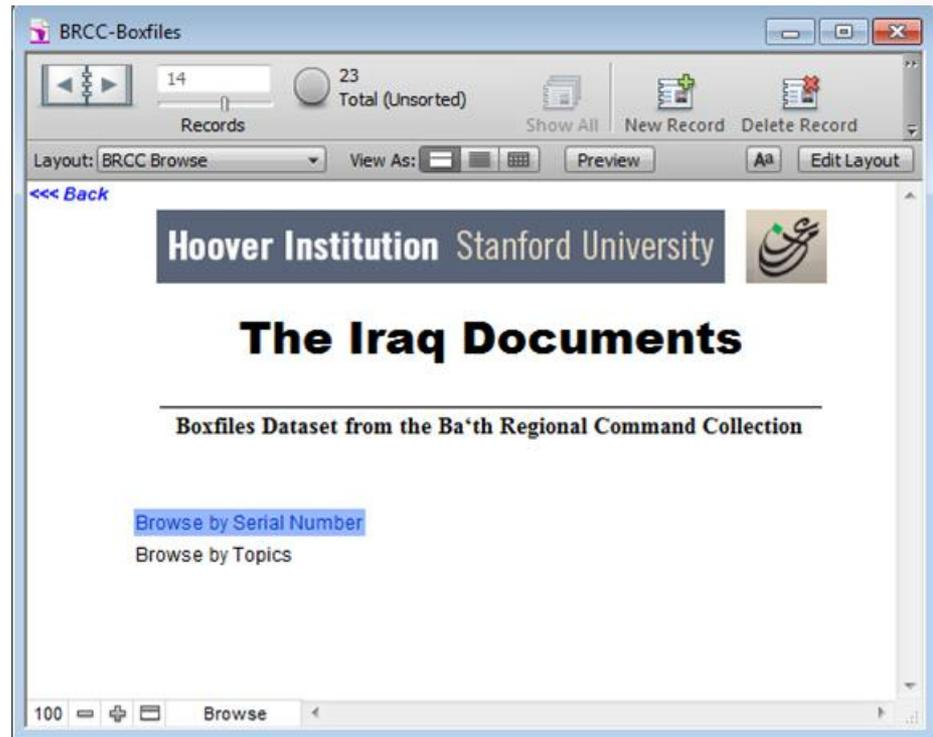 BRCC-Boxfiles
14
23
Total (Unsorted)
Records
Show All
New Record
Delete Record
Layout: BRCC Browse
View As:
Preview
Aa
Edit Layout
<<< Back
Hoover Institution Stanford University
The Iraq Documents
Boxfiles Dataset from the Ba‘th Regional Command Collection
Browse by Serial Number
Browse by Topics
100
Browse